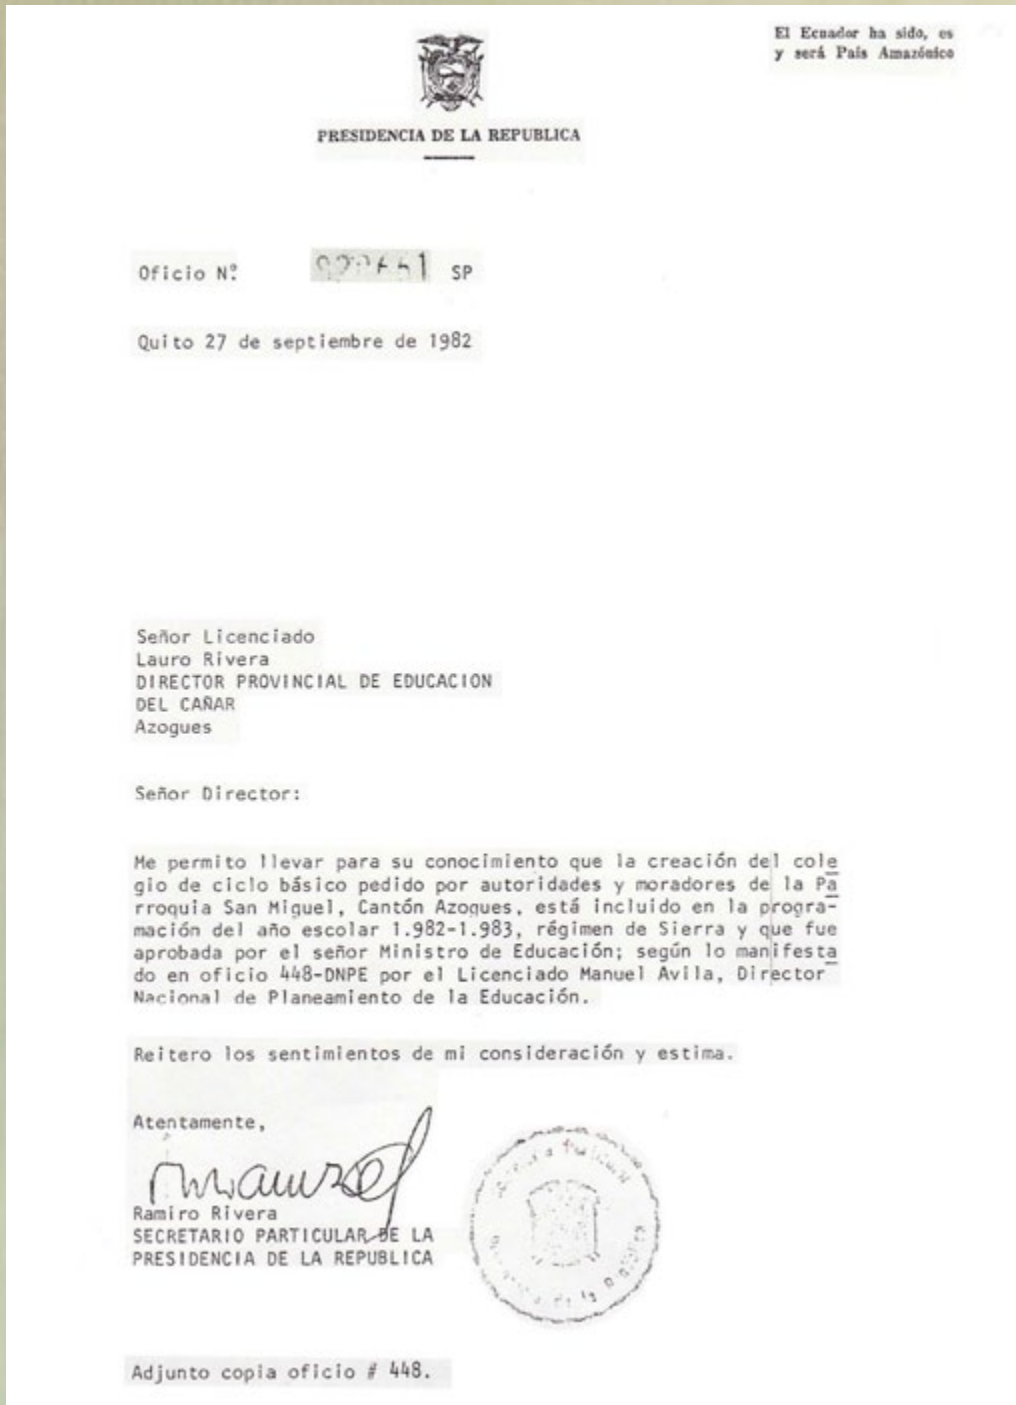 El Ecuador ha sido, es
y será País Amazónico
PRESIDENCIA DE LA REPUBLICA
Oficio Nº
SP
Quito 27 de septiembre de 1982
Señor Licenciado
Lauro Rivera
DIRECTOR PROVINCIAL DE EDUCACION
DEL CAÑAR
Azogues
Señor Director:
Me permito llevar para su conocimiento que la creación del cole
gio de ciclo básico pedido por autoridades y moradores de la Pa
rroquia San Miguel, Cantón Azogues, está incluido en la progra-
mación del año escolar 1.982-1.983, régimen de Sierra y que fue
aprobada por el señor Ministro de Educación; según lo manifesta
do en oficio 448-DNPE por el Licenciado Manuel Avila, Director
Nacional de Planeamiento de la Educación.
Reitero los sentimientos de mi consideración y estima.
Atentamente,
Ramiro Rivera
SECRETARIO PARTICULAR DE LA
PRESIDENCIA DE LA REPUBLICA
Adjunto copia oficio # 448.